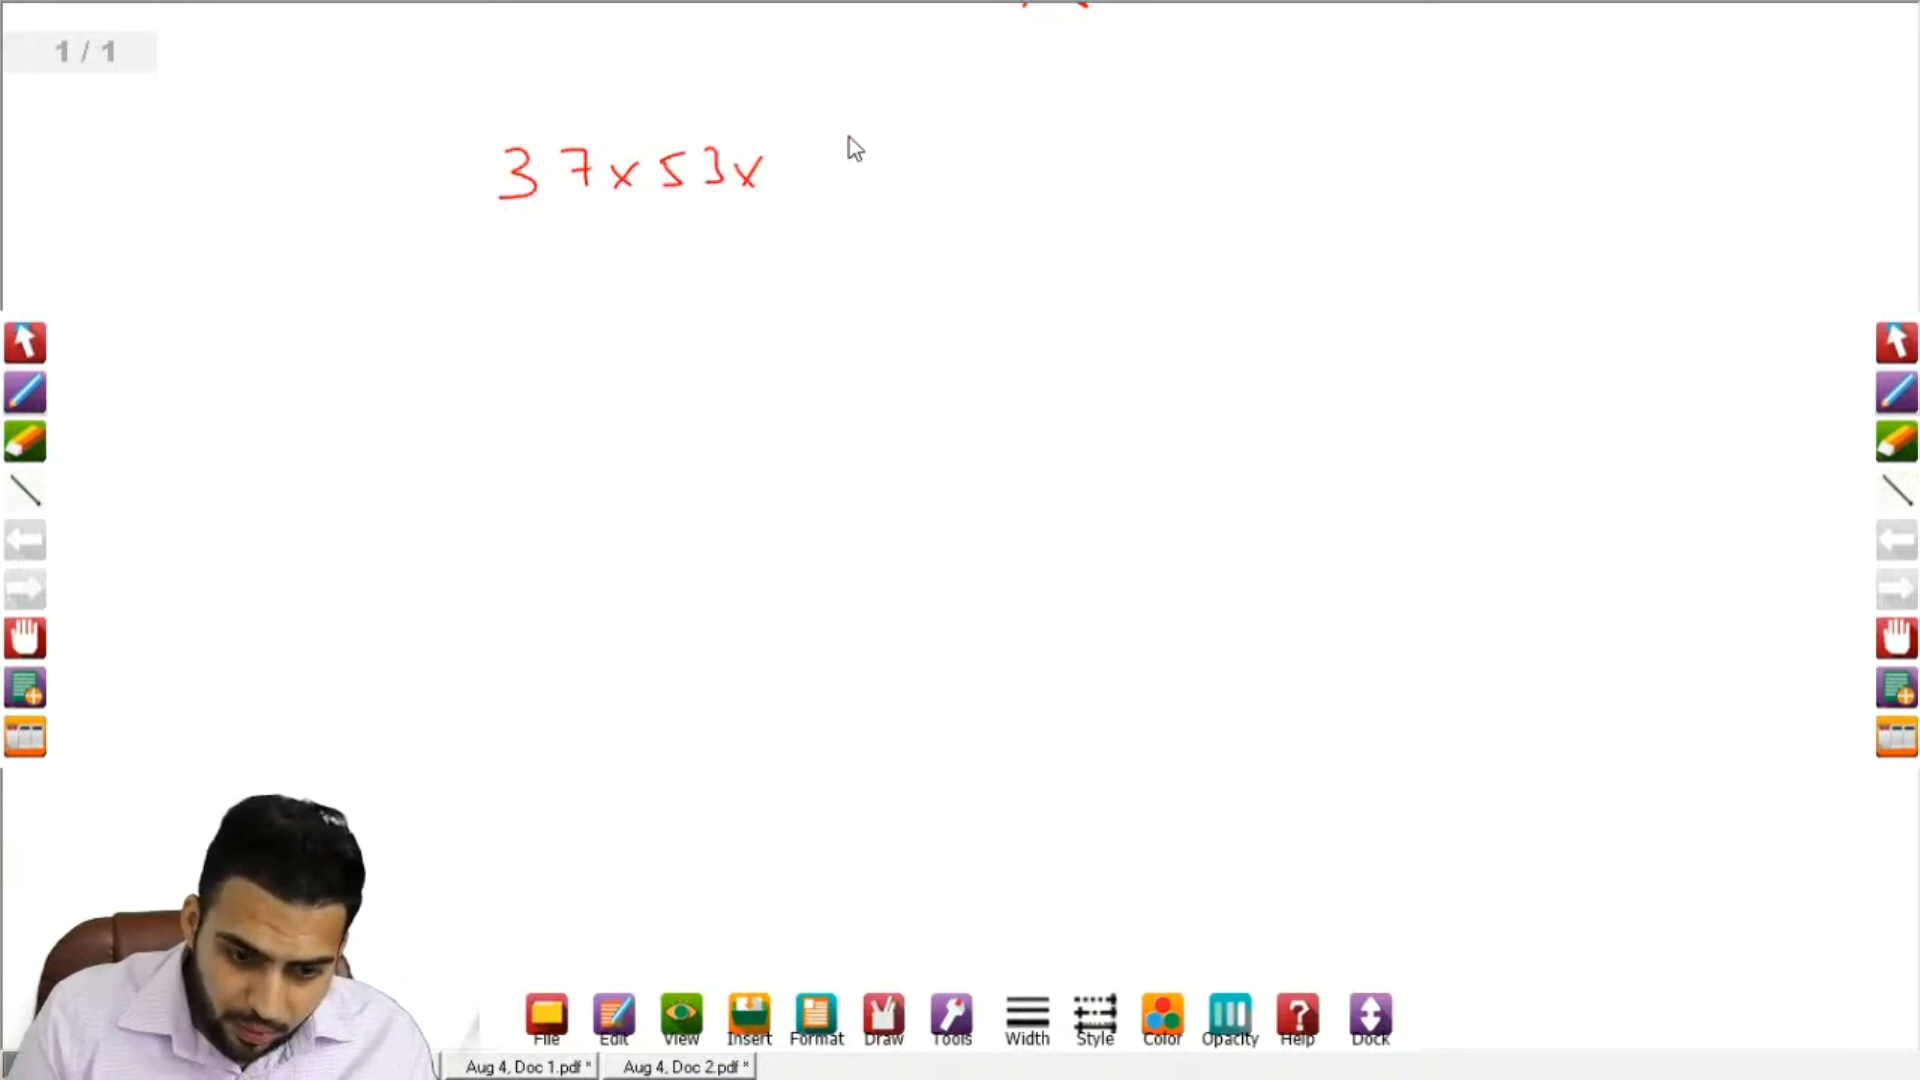 1 / 1
37x53x
File Edit View Insert Format Draw Tools Width Style Color Opacity Help Dock
Aug 4, Doc 1.pdf * Aug 4, Doc 2.pdf *